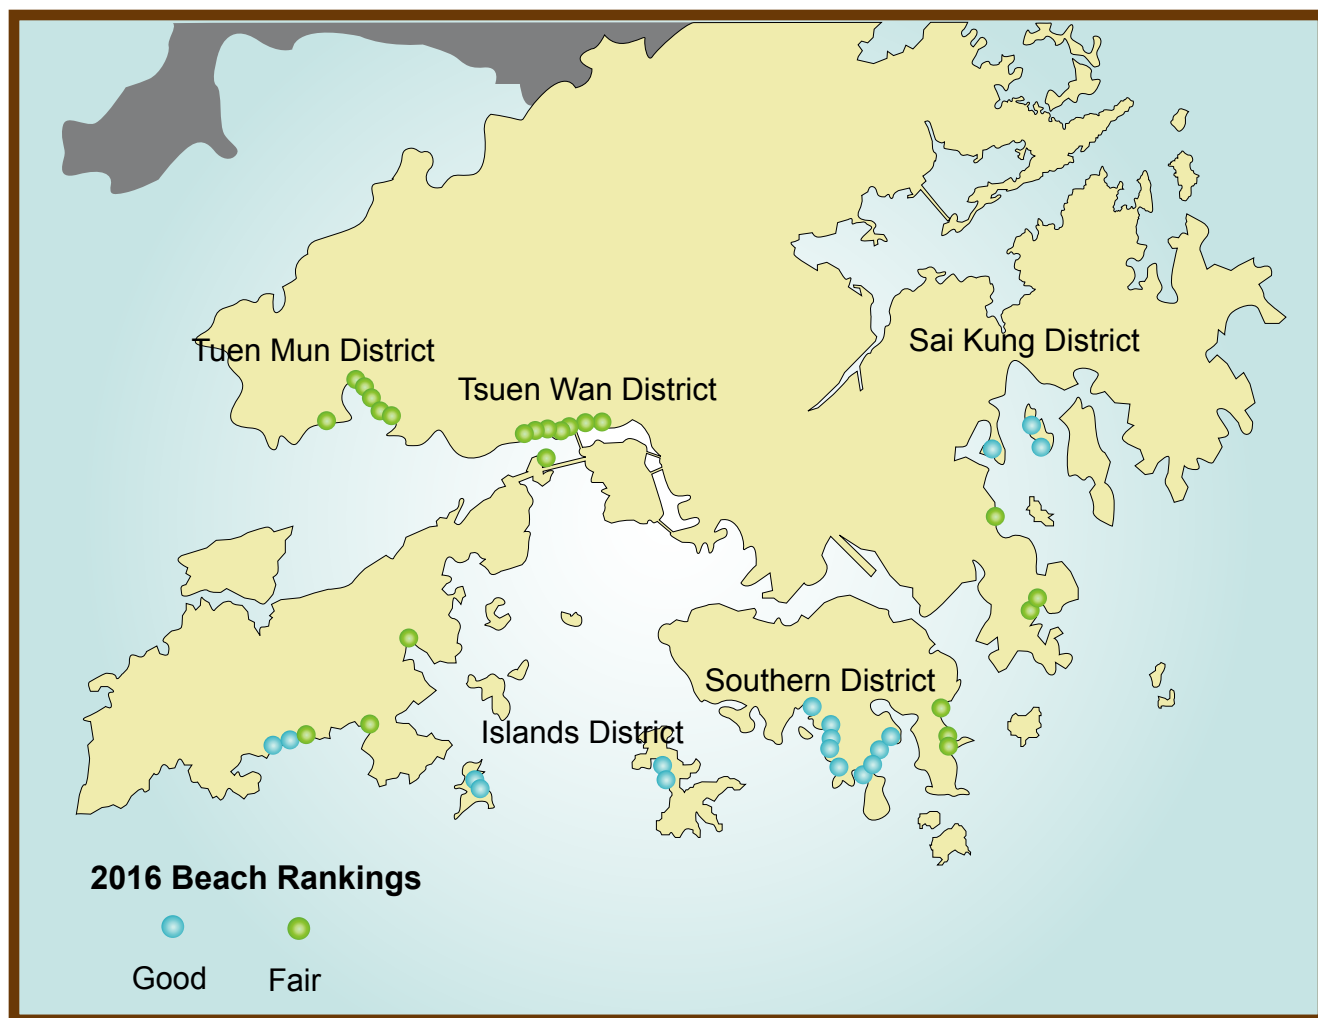 Sai Kung District
Tuen Mun District
Tsuen Wan District
Southern District
Islands District
2016 Beach Rankings
Good
Fair